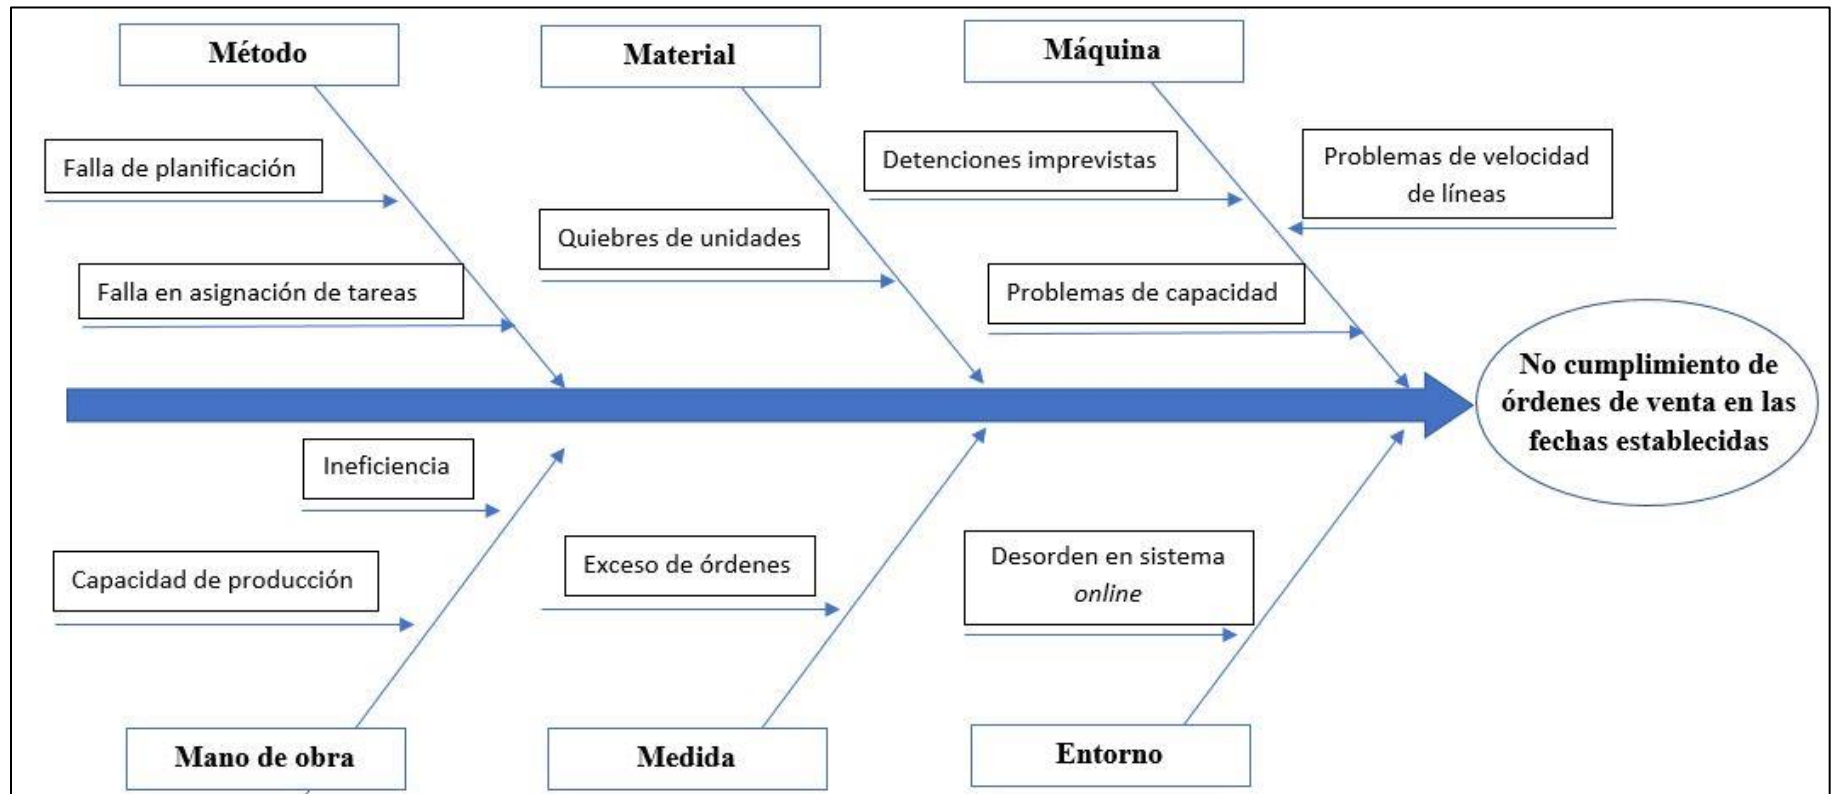 Método
Material
Máquina
Falla de planificación
Detenciones imprevistas
Problemas de velocidad
de líneas
Quiebres de unidades
Falla en asignación de tareas
Problemas de capacidad
No cumplimiento de
órdenes de venta en las
fechas establecidas
Ineficiencia
Capacidad de producción
Exceso de órdenes
Desorden en sistema
online
Mano de obra
Medida
Entorno